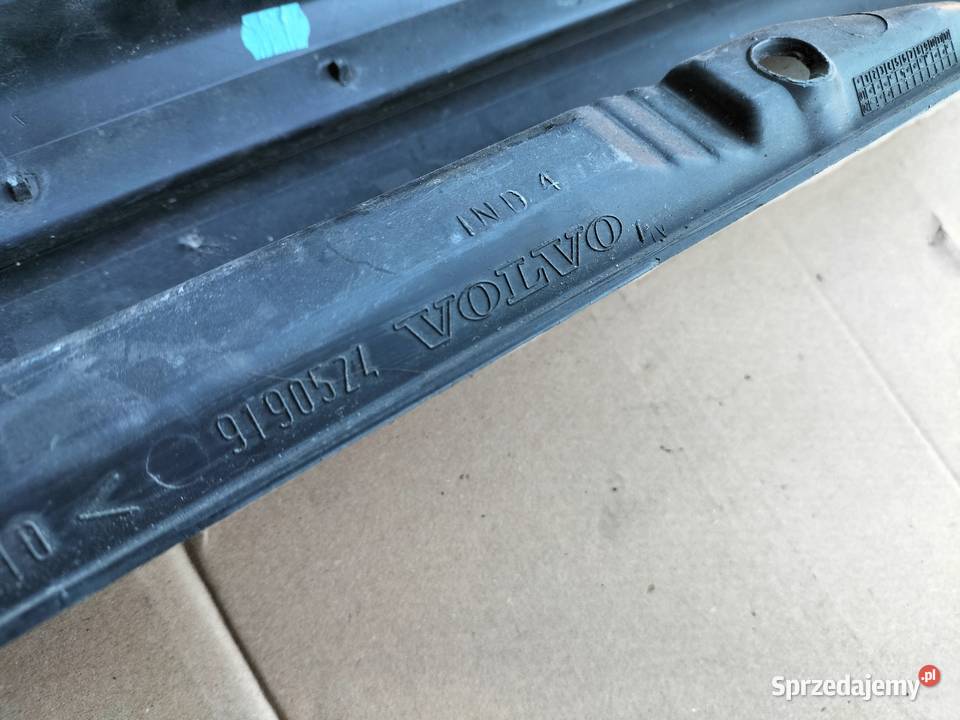 IND 4
VOLVO
9190524
Sprzedajemy.pl